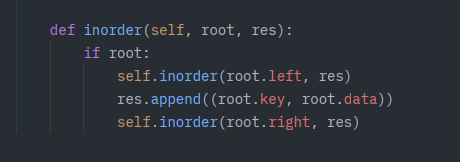 def inorder(self, root, res):
if root:
self.inorder(root.left, res)
res.append((root.key, root.data))
self.inorder(root.right, res)